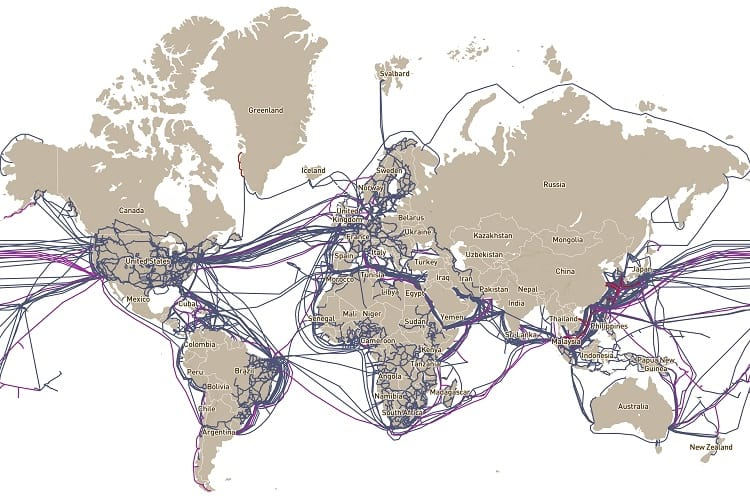 Svalbard
Greenland
Iceland
Sweden
Norway
Russia
Canada
United
Kingdom
Belarus
Ukraine
France
Kazakhstan
Mongolia
Uzbekistan
Italy
Spain
Turkey
United States
China
Japan
Tunisia
Morocco
Iraq
Iran
Libya
Egypt
Pakistan
Nepal
Mexico
Cuba
India
Mali
Niger
Senegal
Sudan
Yemen
Thailand
Philippines
Sri Lanka
Colombia
Cameroon
Kenya
Malaysia
Indonesia
Papua New
Guinea
Peru
Brazil
Tanzania
Angola
Bolivia
Namibia
Madagascar
Chile
South Africa
Australia
Argentina
New Zealand